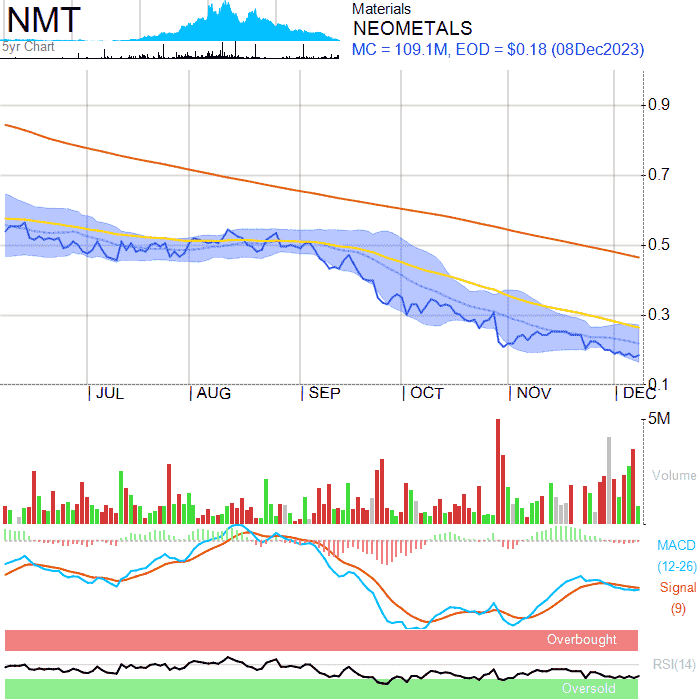 NMT
5yr Chart
Materials
NEOMETALS
MC = 109.1M, EOD = $0.18 (08Dec2023)
0.9
0.7
0.5
0.3
0.1
JUL AUG SEP OCT NOV DEC
5M
Volume
MACD
(12-26)
Signal
(9)
Overbought
RSI(14)
Oversold